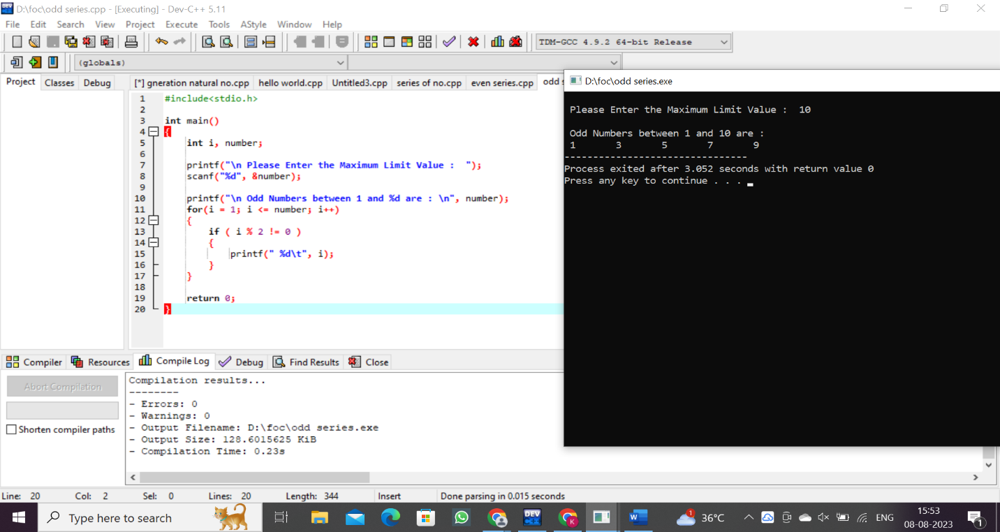 D:\foc\odd series.cpp - [Executing] - Dev-C++ 5.11
File Edit Search View Project Execute Tools AStyle Window Help
TDM-GCC 4.9.2 64-bit Release
(globals)
Project Classes Debug
[*] gneration natural no.cpp hello world.cpp Untitled3.cpp series of no.cpp even series.cpp odd s
1 #include<stdio.h>
2
3 int main()
4 {
5 int i, number;
6
7 printf("\n Please Enter the Maximum Limit Value :  ");
8 scanf("%d", &number);
9
10 printf("\n Odd Numbers between 1 and %d are : \n", number);
11 for(i = 1; i <= number; i++)
12 {
13 if ( i % 2 != 0 )
14 {
15 printf(" %d\t", i);
16 }
17 }
18
19 return 0;
20 }
D:\foc\odd series.exe
Please Enter the Maximum Limit Value :  10
Odd Numbers between 1 and 10 are :
1 3 5 7 9
--------------------------------
Process exited after 3.052 seconds with return value 0
Press any key to continue . . .
Compiler Resources Compile Log Debug Find Results Close
Abort Compilation
Shorten compiler paths
Compilation results...
--------
- Errors: 0
- Warnings: 0
- Output Filename: D:\foc\odd series.exe
- Output Size: 128.6015625 KiB
- Compilation Time: 0.23s
Line: 20 Col: 2 Sel: 0 Lines: 20 Length: 344 Insert Done parsing in 0.015 seconds
Type here to search
DEV C++
K
W
1
36°C
ENG
15:53
08-08-2023
1